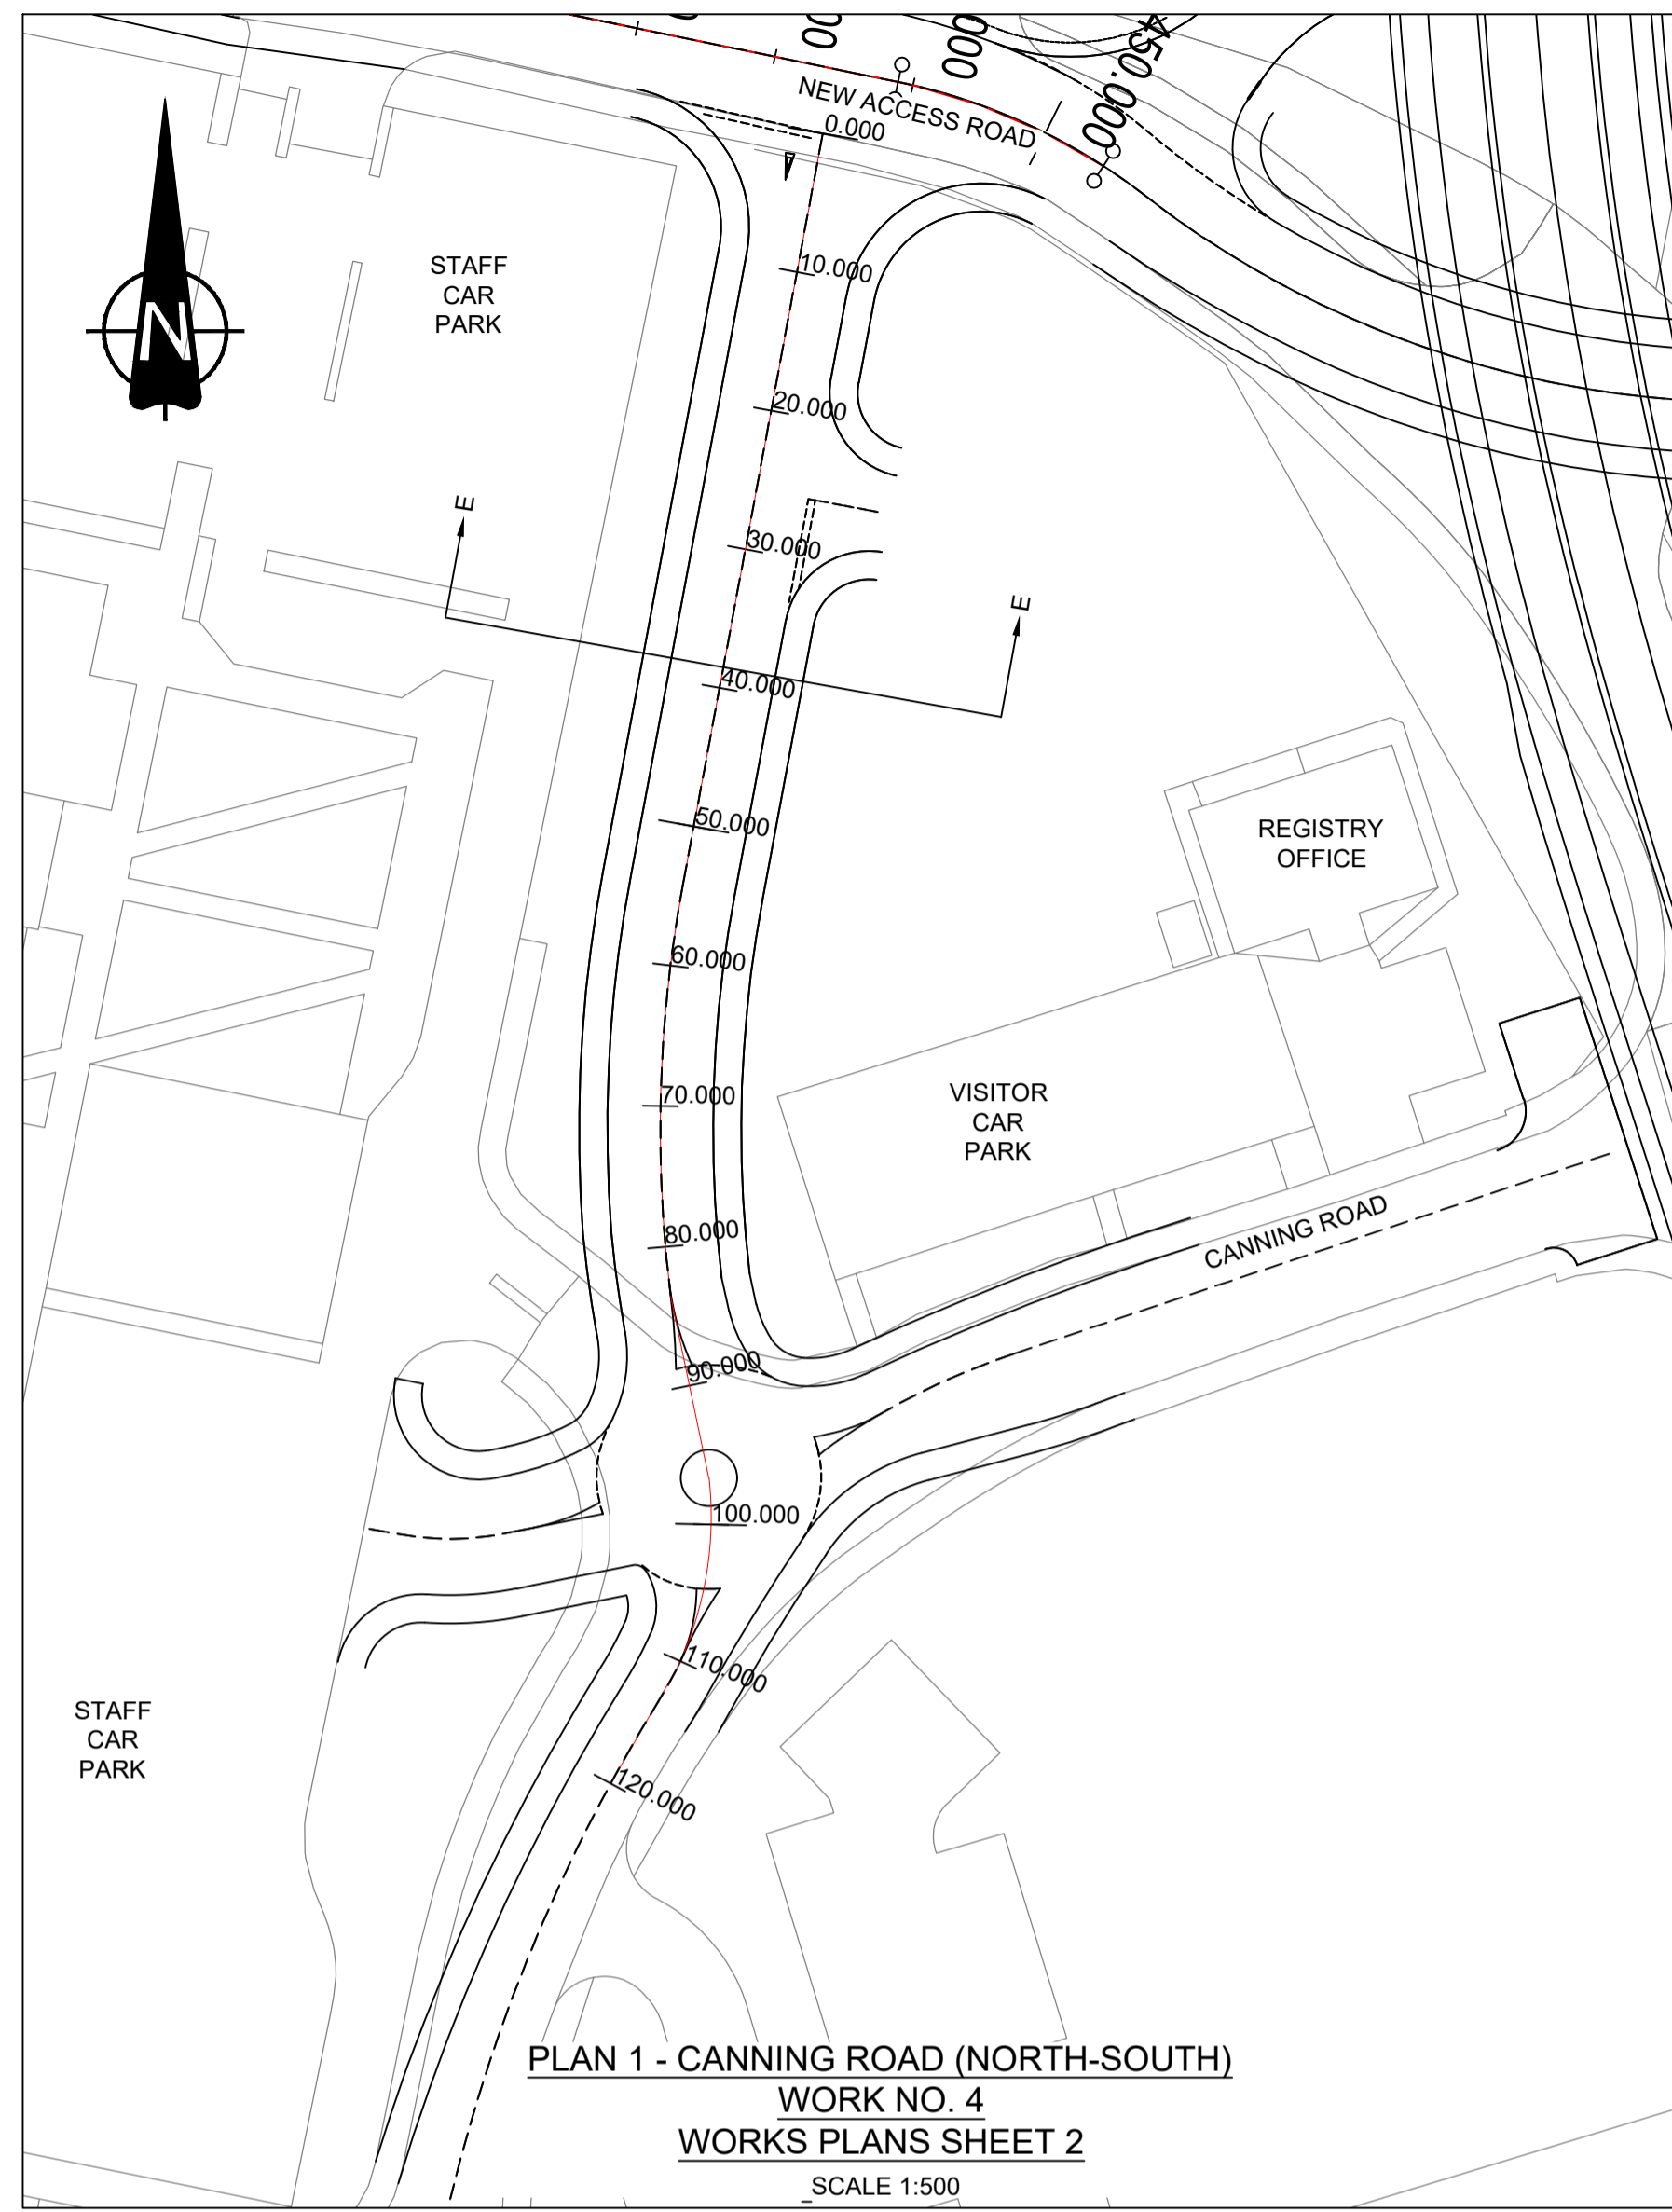 NEW ACCESS ROAD
450.000
0.000
N
STAFF
CAR
PARK
10.000
20.000
E
30.000
E
40.000
50.000
REGISTRY
OFFICE
60.000
70.000
VISITOR
CAR
PARK
80.000
CANNING ROAD
90.000
100.000
110.000
STAFF
CAR
PARK
120.000
PLAN 1 - CANNING ROAD (NORTH-SOUTH)
WORK NO. 4
WORKS PLANS SHEET 2
_SCALE 1:500